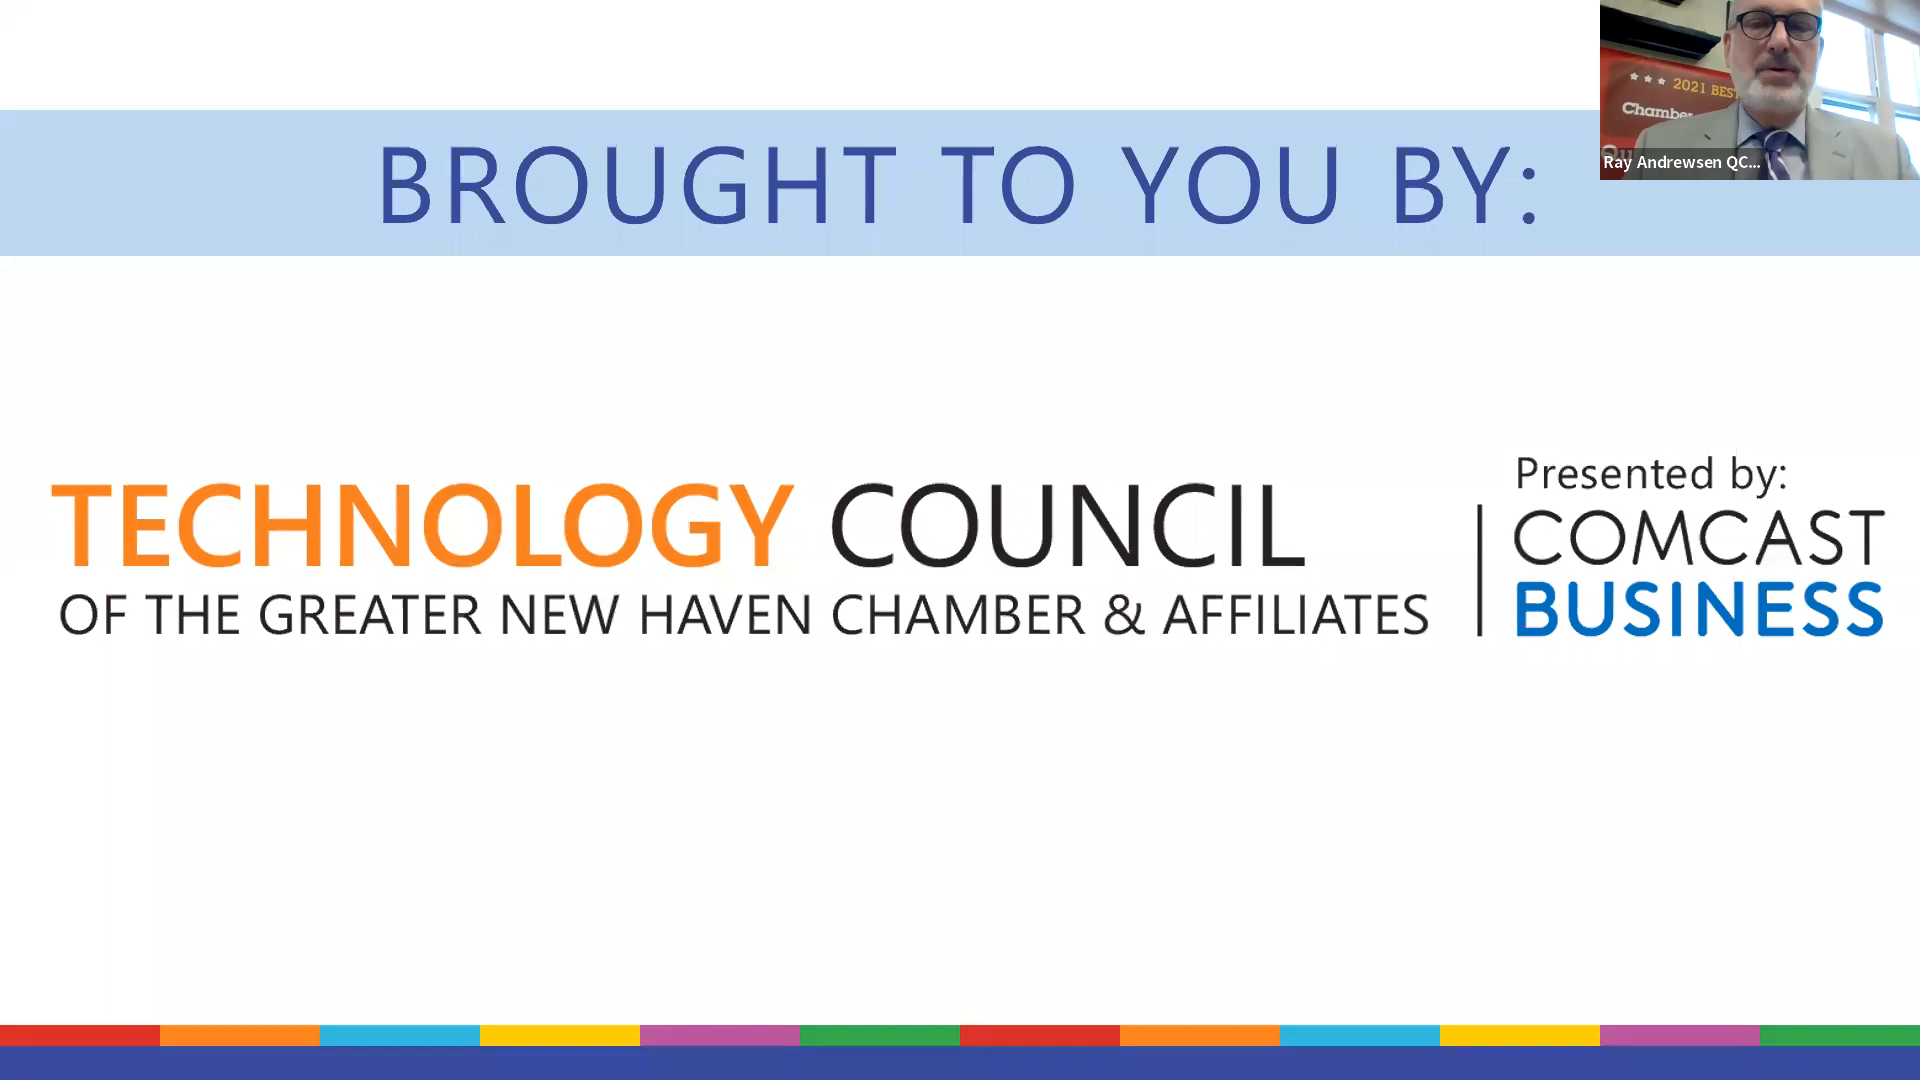 BROUGHT TO YOU BY:
2021 BEST
Chamber
Ray Andrewsen QC...
TECHNOLOGY COUNCIL
OF THE GREATER NEW HAVEN CHAMBER & AFFILIATES
Presented by:
COMCAST
BUSINESS